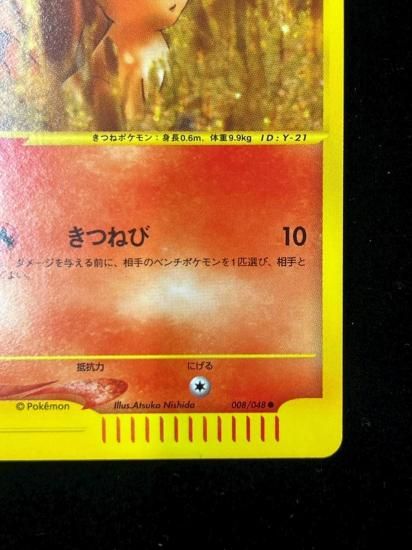 きつねポケモン：身長0.6m、体重9.9kg ID:Y-21
きつねび 10
ダメージを与える前に、相手のベンチポケモンを1匹選び、相手と
よい。
抵抗力 にげる
© Pokémon Illus.Atsuko Nishida 008/048 ●